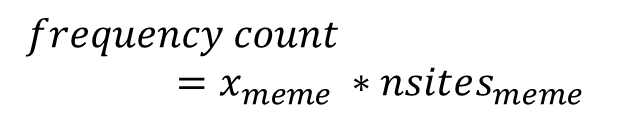 frequency count
= x_meme * nsites_meme